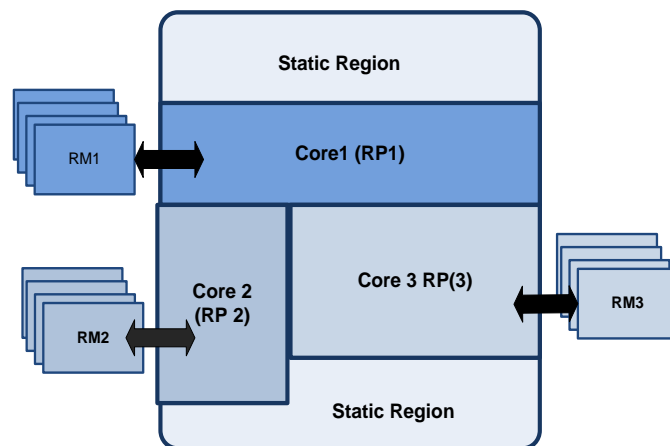 Static Region
Core1 (RP1)
RM1
Core 2
(RP 2)
Core 3 RP(3)
RM2
RM3
Static Region